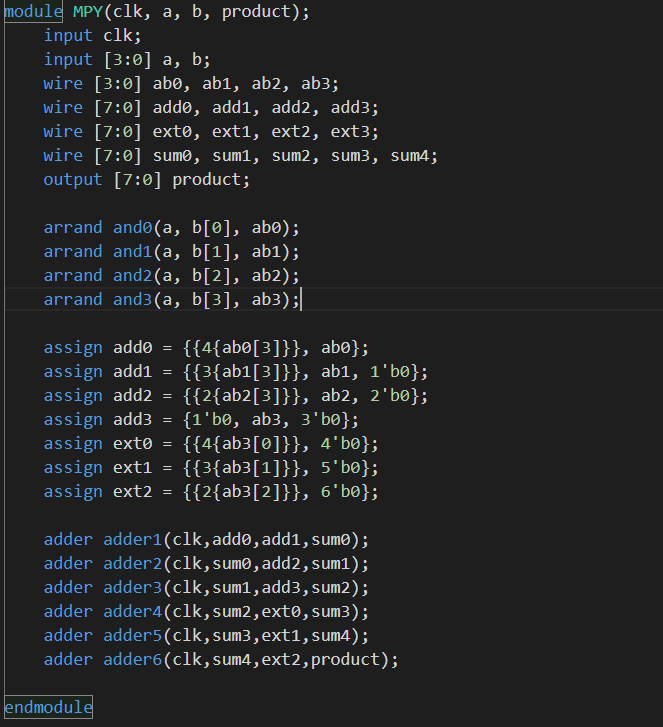 module MPY(clk, a, b, product);
input clk;
input [3:0] a, b;
wire [3:0] ab0, ab1, ab2, ab3;
wire [7:0] add0, add1, add2, add3;
wire [7:0] ext0, ext1, ext2, ext3;
wire [7:0] sum0, sum1, sum2, sum3, sum4;
output [7:0] product;
arrand and0(a, b[0], ab0);
arrand and1(a, b[1], ab1);
arrand and2(a, b[2], ab2);
arrand and3(a, b[3], ab3);
assign add0 = {{4{ab0[3]}}, ab0};
assign add1 = {{3{ab1[3]}}, ab1, 1'b0};
assign add2 = {{2{ab2[3]}}, ab2, 2'b0};
assign add3 = {1'b0, ab3, 3'b0};
assign ext0 = {{4{ab3[0]}}, 4'b0};
assign ext1 = {{3{ab3[1]}}, 5'b0};
assign ext2 = {{2{ab3[2]}}, 6'b0};
adder adder1(clk,add0,add1,sum0);
adder adder2(clk,sum0,add2,sum1);
adder adder3(clk,sum1,add3,sum2);
adder adder4(clk,sum2,ext0,sum3);
adder adder5(clk,sum3,ext1,sum4);
adder adder6(clk,sum4,ext2,product);
endmodule